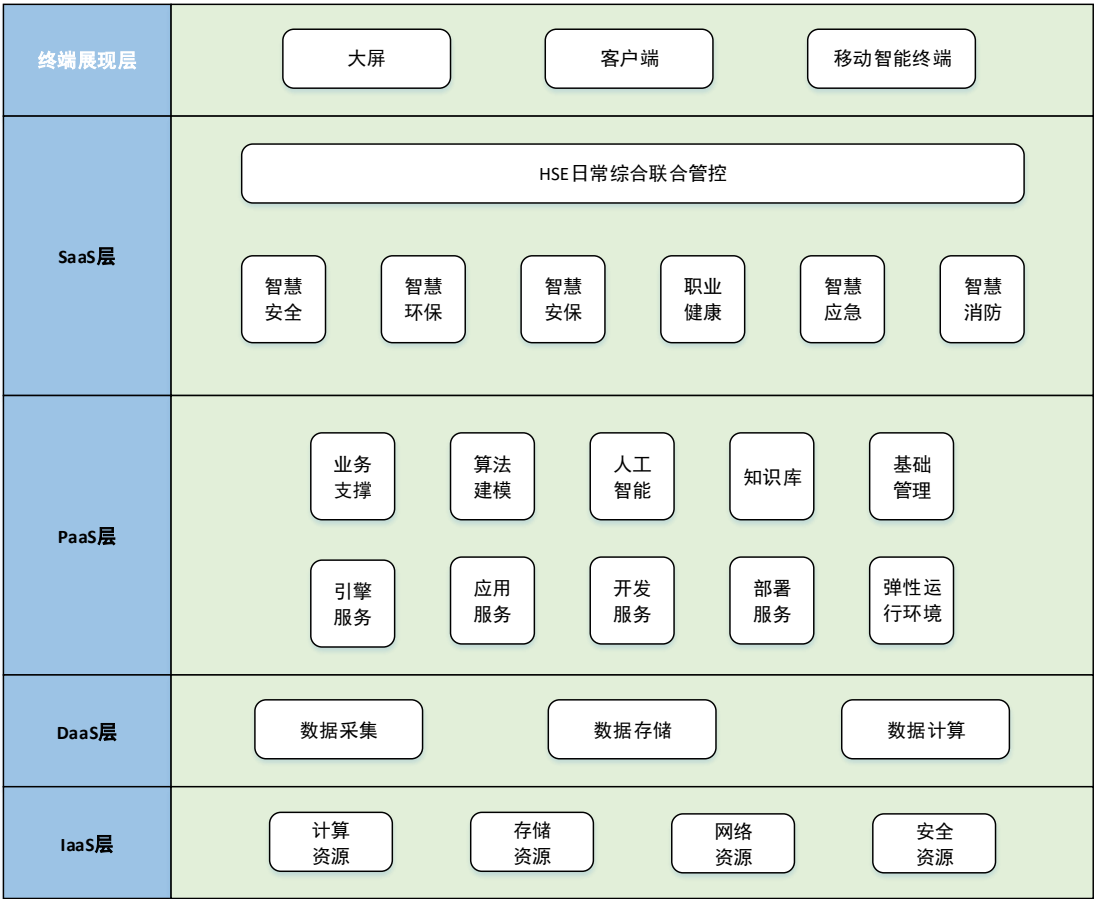 终端展现层
大屏
客户端
移动智能终端
SaaS层
HSE日常综合联合管控
智慧
安全
智慧
环保
智慧
安保
职业
健康
智慧
应急
智慧
消防
PaaS层
业务
支撑
算法
建模
人工
智能
知识库
基础
管理
引擎
服务
应用
服务
开发
服务
部署
服务
弹性运
行环境
DaaS层
数据采集
数据存储
数据计算
IaaS层
计算
资源
存储
资源
网络
资源
安全
资源